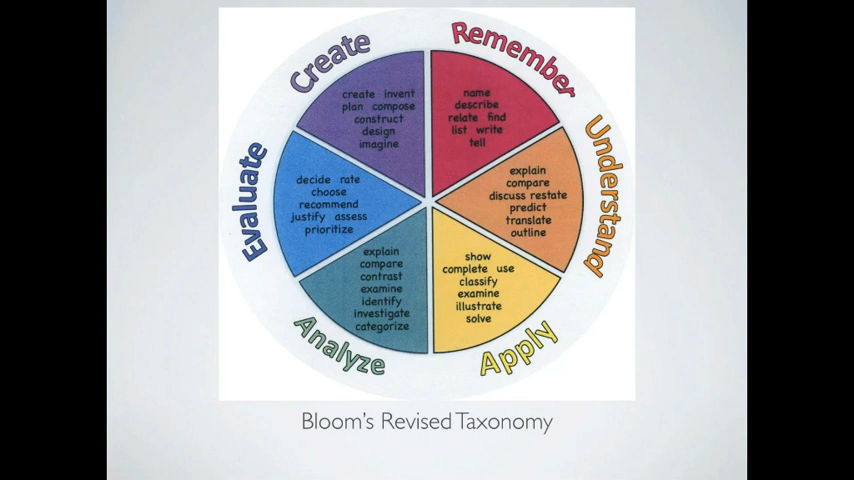 Remember
name
describe
relate find
list write
tell
Understand
explain
compare
discuss restate
predict
translate
outline
Apply
show
complete use
classify
examine
illustrate
solve
Analyze
explain
compare
contrast
examine
identify
investigate
categorize
Evaluate
decide rate
choose
recommend
justify assess
prioritize
Create
create invent
plan compose
construct
design
imagine
Bloom's Revised Taxonomy